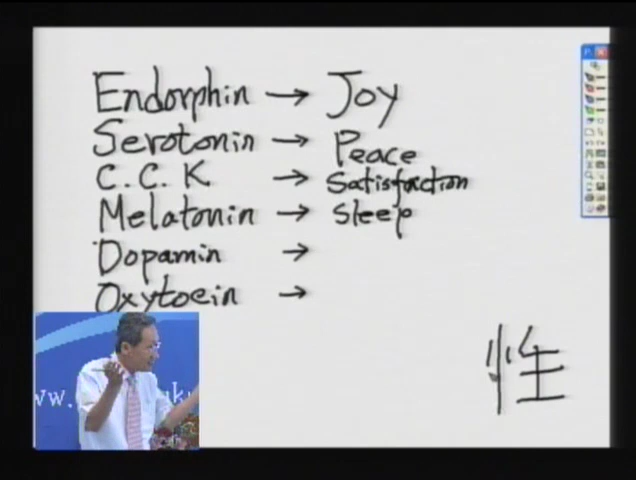 Endorphin → Joy
Serotonin → Peace
C.C.K → Satisfaction
Melatonin → Sleep
Dopamin →
Oxytocin →
性